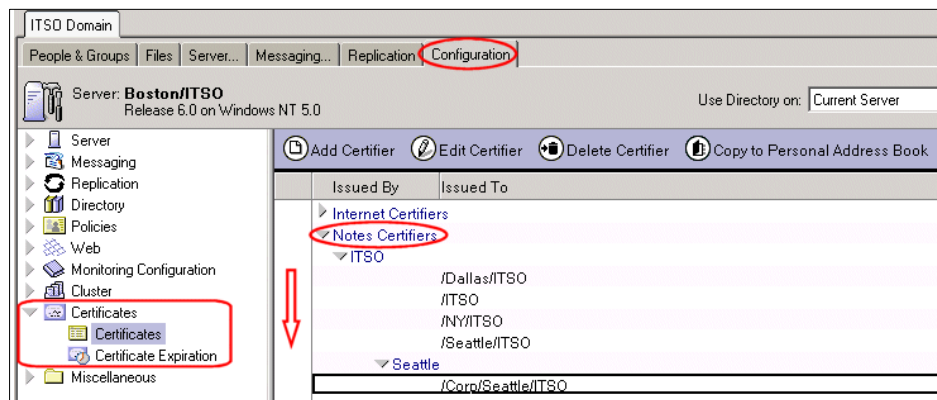 ITSO Domain
People & Groups Files Server... Messaging... Replication Configuration
Server: Boston/ITSO
Release 6.0 on Windows NT 5.0
Use Directory on: Current Server
Server
Messaging
Replication
Directory
Policies
Web
Monitoring Configuration
Cluster
Certificates
Certificates
Certificate Expiration
Miscellaneous
Add Certifier Edit Certifier Delete Certifier Copy to Personal Address Book
Issued By Issued To
Internet Certifiers
Notes Certifiers
ITSO
/Dallas/ITSO
/ITSO
/NY/ITSO
/Seattle/ITSO
Seattle
/Corp/Seattle/ITSO